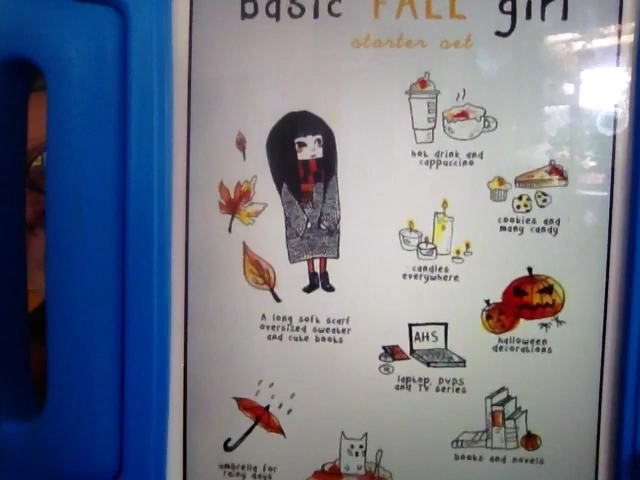 basic FALL girl
starter set
hot drink and
cappuccino
cookies and
many candy
candles
everywhere
A long soft scarf
oversized sweater
and cute boots
halloween
decorations
AHS
laptop, DVDS
and TV series
books and novels
umbrella for
rainy days